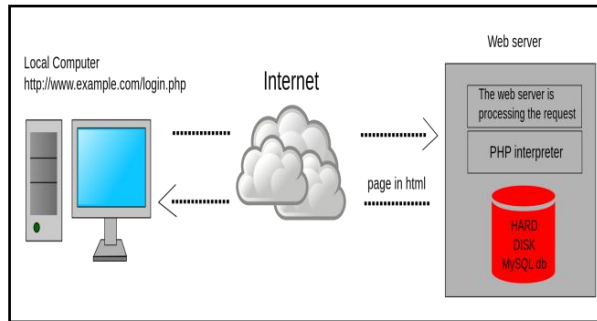 Local Computer
http://www.example.com/login.php
Internet
page in html
Web server
The web server is
processing the request
PHP interpreter
HARD
DISK
MySQL db